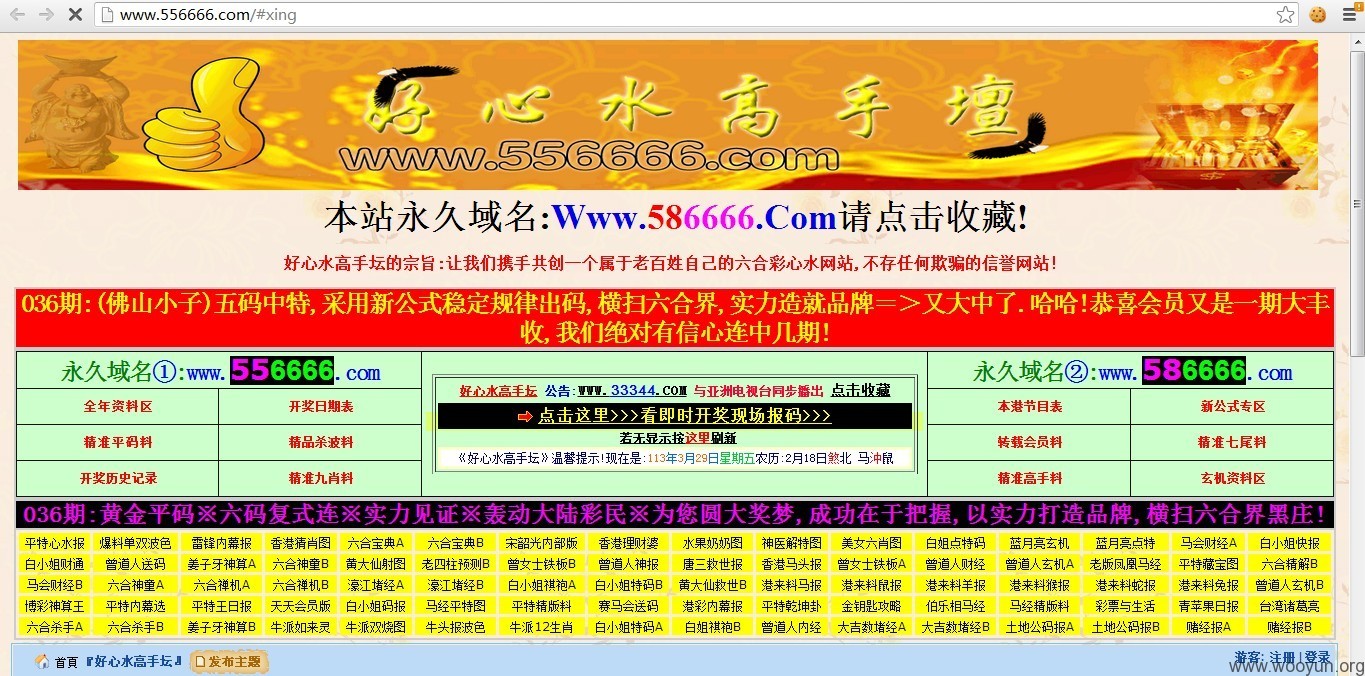 www.556666.com/#xing
好心水高手壇
www.556666.com
本站永久域名:Www.586666.Com请点击收藏!
好心水高手坛的宗旨:让我们携手共创一个属于老百姓自己的六合彩心水网站,不存任何欺骗的信誉网站!
036期:(佛山小子)五码中特,采用新公式稳定规律出码,横扫六合界,实力造就品牌＝＞又大中了.哈哈!恭喜会员又是一期大丰
收,我们绝对有信心连中几期!
永久域名①:www.556666.com
全年资料区 开奖日期表
精准平码料 精品杀波料
开奖历史记录 精准九肖料
好心水高手坛 公告:www.33344.com 与亚洲电视台同步播出 点击收藏
点击这里>>>看即时开奖现场报码>>>
若无显示按这里刷新
《好心水高手坛》温馨提示!现在是:113年3月29日星期五农历:2月18日煞北 马冲鼠
永久域名②:www.586666.com
本港节目表 新公式专区
转载会员料 精准七尾料
精准高手料 玄机资料区
036期:黄金平码※六码复式连※实力见证※轰动大陆彩民※为您圆大奖梦,成功在于把握,以实力打造品牌,横扫六合界黑庄!
平特心水报 爆料单双波色 雷锋内幕报 香港猜肖图 六合宝典A 六合宝典B 宋韶光内部版 香港理财婆 水果奶奶图 神医解特图 美女六肖图 白姐点特码 蓝月亮玄机 蓝月亮点特 马会财经A 白小姐快报
白小姐财通 曾道人送码 姜子牙神算A 六合神童B 黄大仙射图 老四柱预测B 曾女士铁板B 曾道人神报 唐三救世报 香港马头报 曾女士铁板A 曾道人财经 曾道人玄机A 老版凤凰马经 平特藏宝图 六合精解B
马会财经B 六合神童A 六合禅机A 六合禅机B 濠江堵经A 濠江堵经B 白小姐祺袍A 白小姐特码B 黄大仙救世B 港来料马报 港来料鼠报 港来料羊报 港来料猴报 港来料蛇报 港来料兔报 曾道人玄机B
博彩神算王 平特内幕选 平特王日报 天天会员版 白小姐码报 马经平特图 平特精版料 赛马会送码 港彩内幕报 平特乾坤卦 金钥匙攻略 伯乐相马经 马经精版料 彩票与生活 青苹果日报 台湾诸葛亮
六合杀手A 六合杀手B 姜子牙神算B 牛派如来灵 牛派双烧图 牛头报波色 牛派12生肖 白小姐特码A 白姐祺袍B 曾道人内经 大吉数堵经A 大吉数堵经B 土地公码报A 土地公码报B 赌经报A 赌经报B
首頁 『好心水高手坛』 发布主题
游客: 注册 | 登录
www.wooyun.org